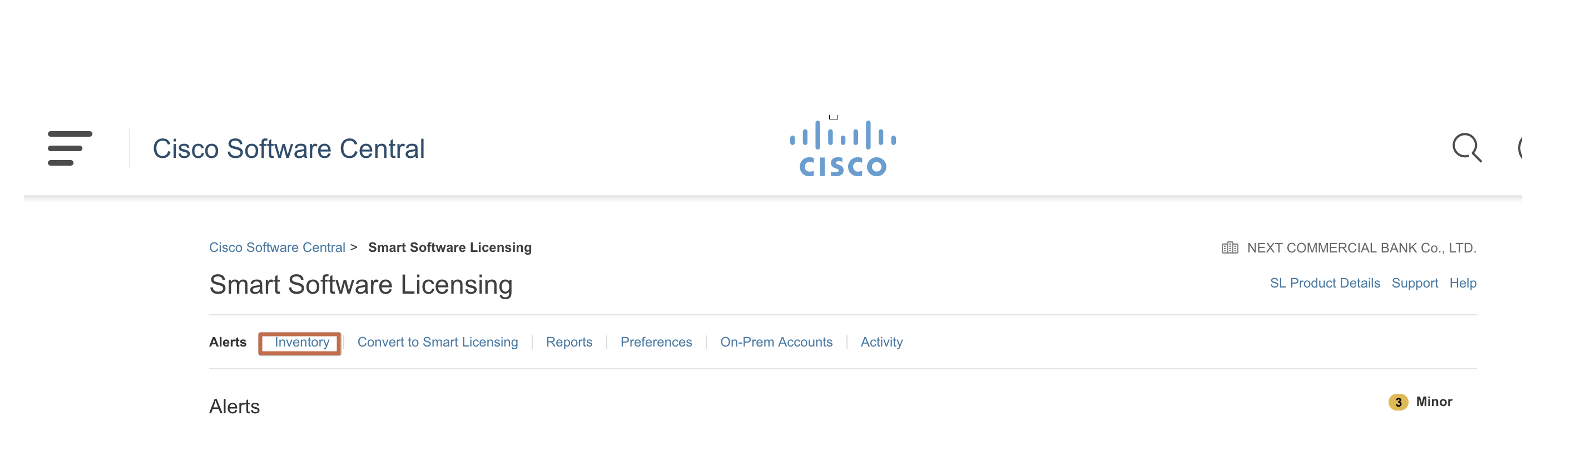 Cisco Software Central
CISCO
Cisco Software Central > Smart Software Licensing
NEXT COMMERCIAL BANK Co., LTD.
Smart Software Licensing
SL Product Details Support Help
Alerts Inventory Convert to Smart Licensing Reports Preferences On-Prem Accounts Activity
Alerts
3 Minor